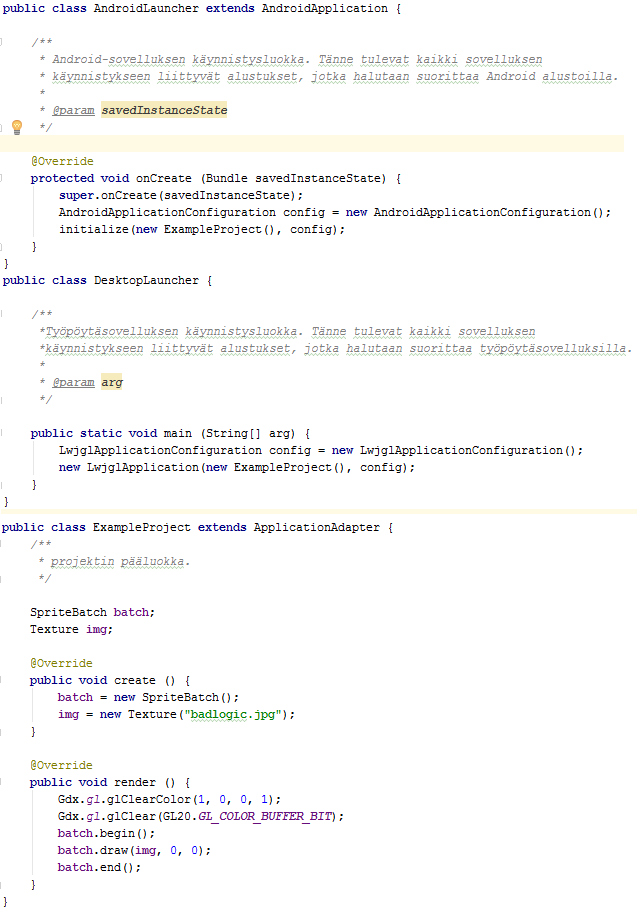 public class AndroidLauncher extends AndroidApplication {
/**
* Android-sovelluksen käynnistysluokka. Tänne tulevat kaikki sovelluksen
* käynnistykseen liittyvät alustukset, jotka halutaan suorittaa Android alustoilla.
*
* @param savedInstanceState
*/
@Override
protected void onCreate (Bundle savedInstanceState) {
super.onCreate(savedInstanceState);
AndroidApplicationConfiguration config = new AndroidApplicationConfiguration();
initialize(new ExampleProject(), config);
}
}
public class DesktopLauncher {
/**
*Työpöytäsovelluksen käynnistysluokka. Tänne tulevat kaikki sovelluksen
*käynnistykseen liittyvät alustukset, jotka halutaan suorittaa työpöytäsovelluksilla.
*
* @param arg
*/
public static void main (String[] arg) {
LwjglApplicationConfiguration config = new LwjglApplicationConfiguration();
new LwjglApplication(new ExampleProject(), config);
}
}
public class ExampleProject extends ApplicationAdapter {
/**
* projektin pääluokka.
*/
SpriteBatch batch;
Texture img;
@Override
public void create () {
batch = new SpriteBatch();
img = new Texture("badlogic.jpg");
}
@Override
public void render () {
Gdx.gl.glClearColor(1, 0, 0, 1);
Gdx.gl.glClear(GL20.GL_COLOR_BUFFER_BIT);
batch.begin();
batch.draw(img, 0, 0);
batch.end();
}
}